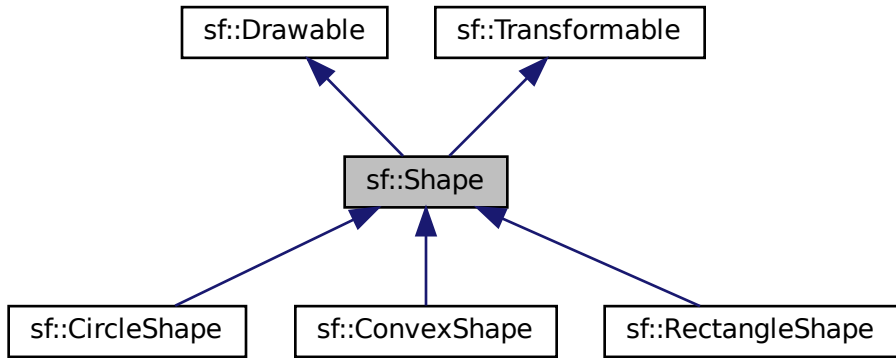 sf::Drawable
sf::Transformable
sf::Shape
sf::CircleShape
sf::ConvexShape
sf::RectangleShape